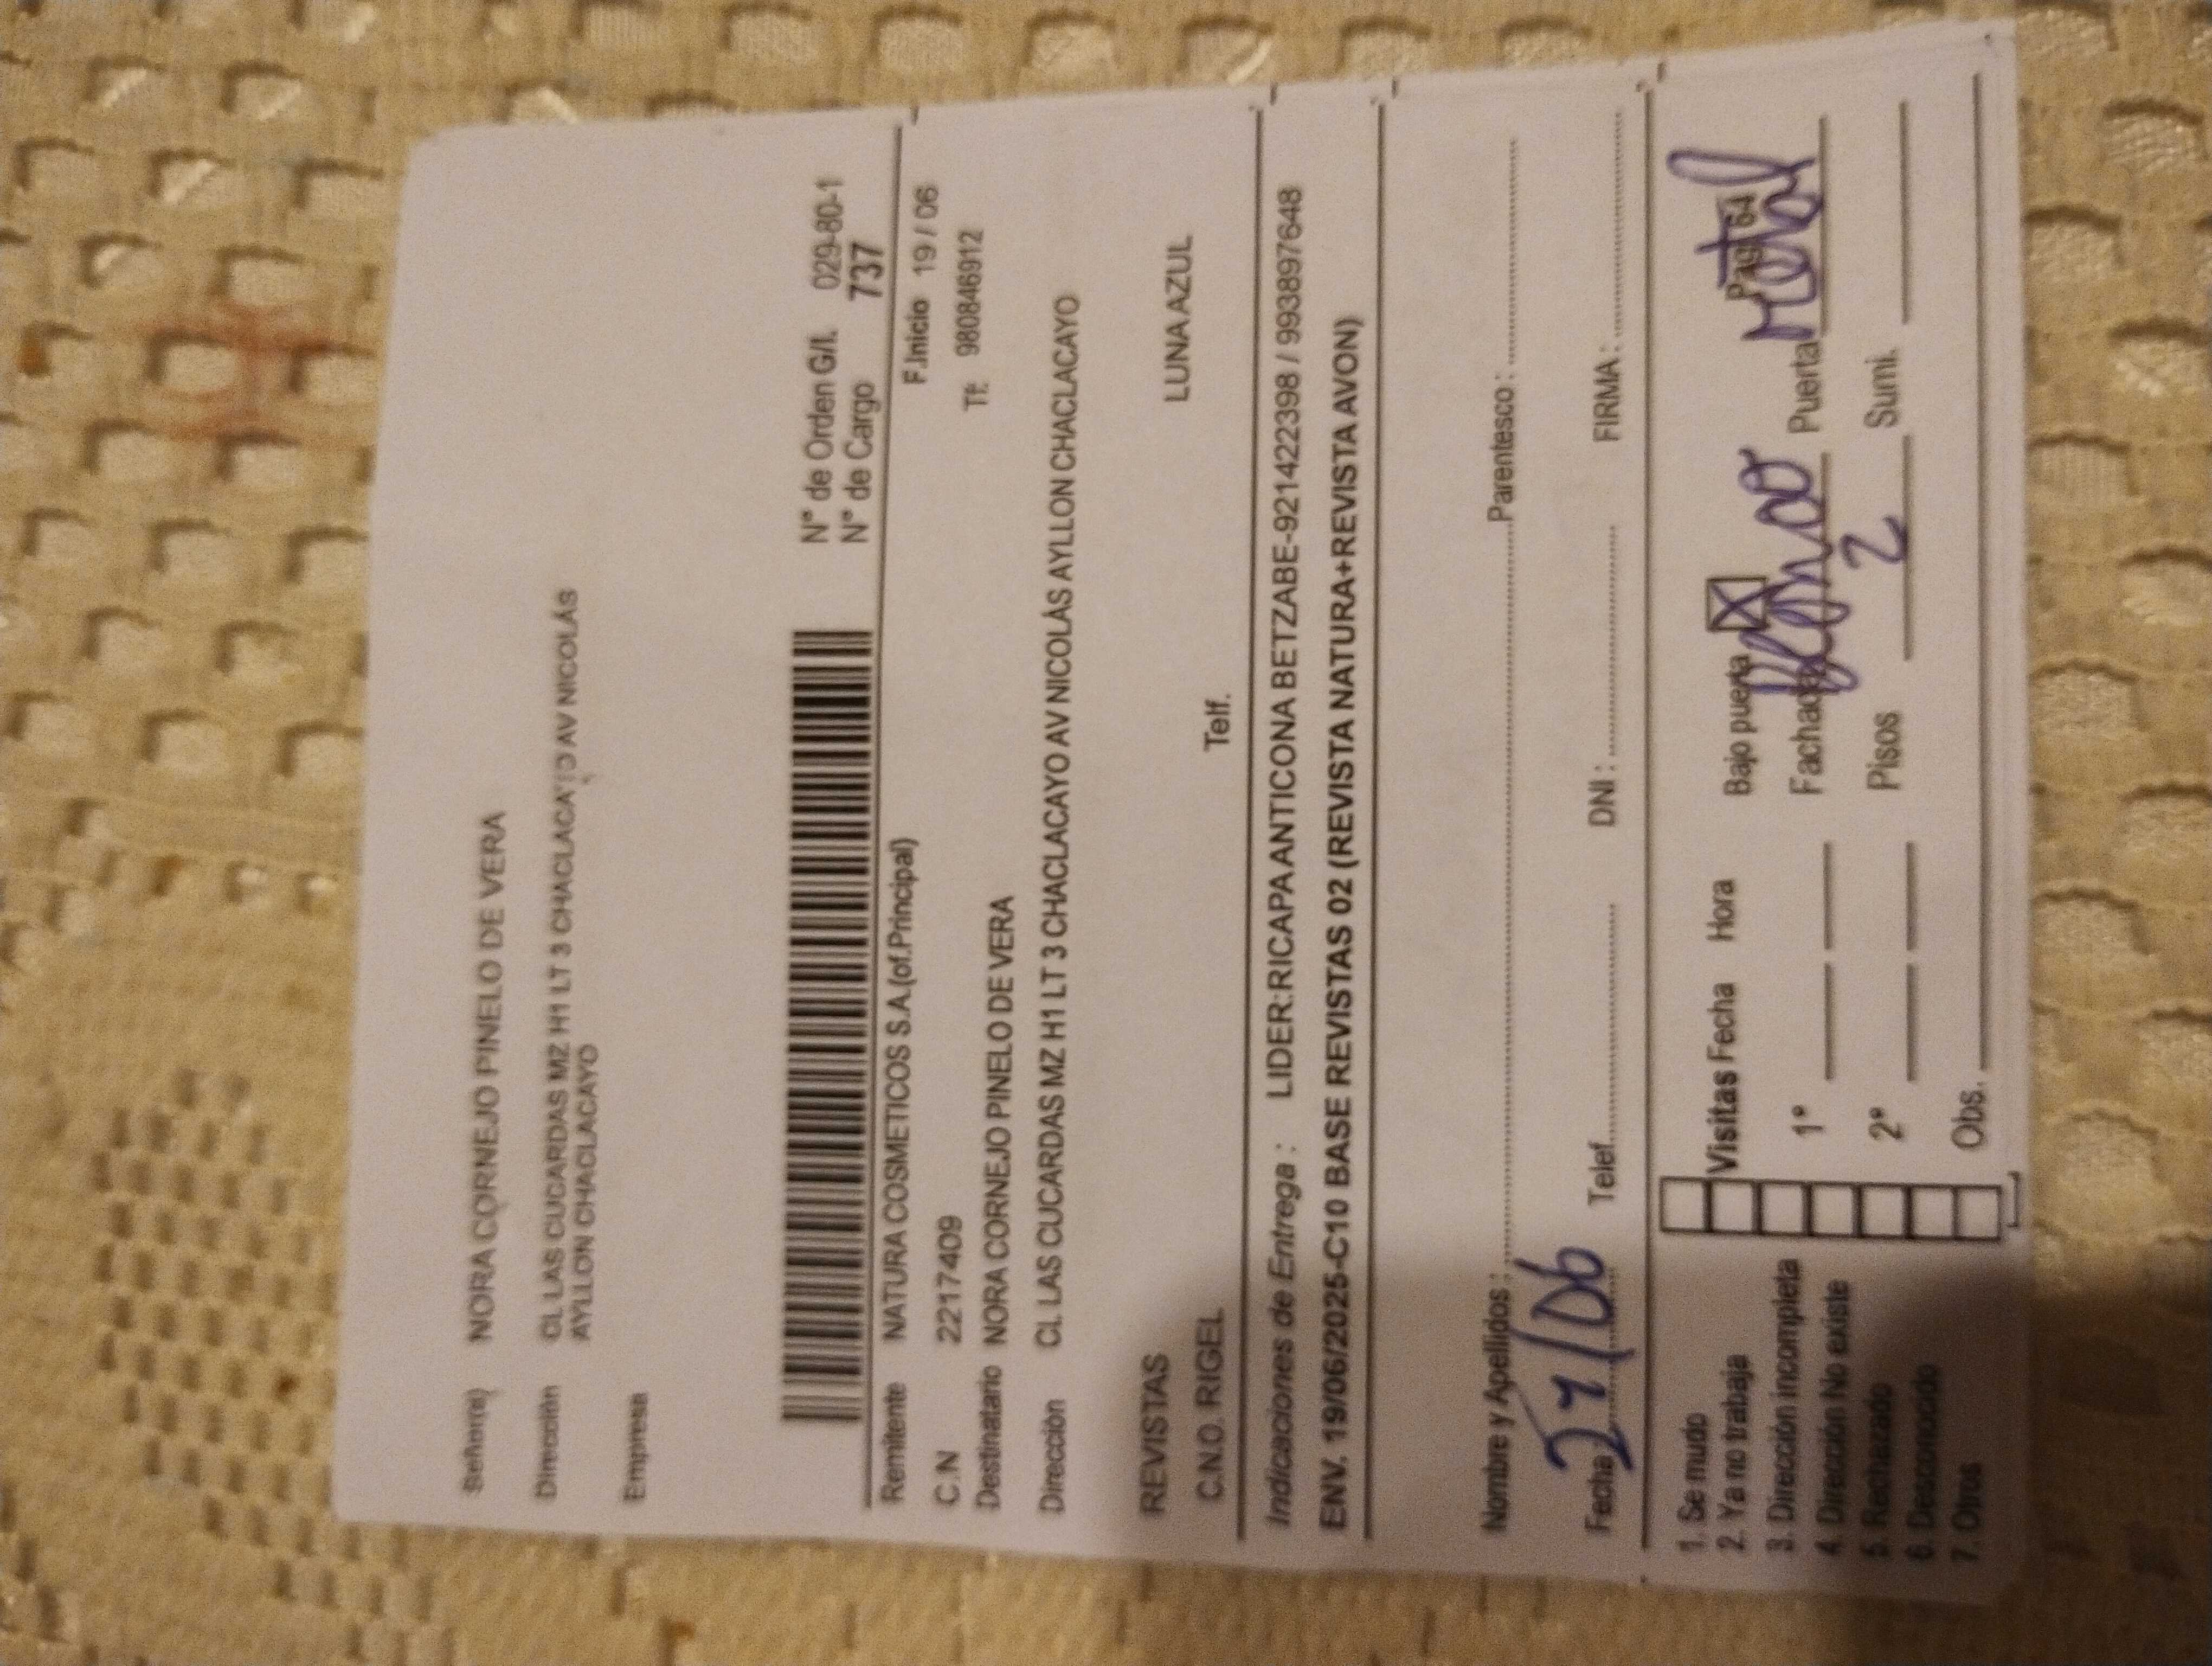 Señor(a) NORA CORNEJO PINELO DE VERA
Dirección CL LAS CUCARDAS MZ H1 LT 3 CHACLACAYO AV NICOLÁS
AYLLON CHACLACAYO
Empresa
N° de Orden G/I. 029-80-1
N° de Cargo 737
Remitente NATURA COSMETICOS S.A.(of.Principal) F.Inicio 19 / 06
C.N 2217409 Tf: 980846912
Destinatario NORA CORNEJO PINELO DE VERA
Dirección CL LAS CUCARDAS MZ H1 LT 3 CHACLACAYO AV NICOLÁS AYLLON CHACLACAYO
REVISTAS LUNA AZUL
C.N.O. RIGEL Telf.
Indicaciones de Entrega : LIDER:RICAPA ANTICONA BETZABE-921422398 / 993897648
ENV. 19/06/2025-C10 BASE REVISTAS 02 (REVISTA NATURA+REVISTA AVON)
Nombre y Apellidos : Parentesco :
Fecha 24/06 Telef. DNI : FIRMA :
1. Se mudo
2. Ya no trabaja Visitas Fecha Hora Bajo puerta X Pag 64
3. Dirección incompleta 1° Fachada Blanco Puerta Metal
4. Dirección No existe
5. Rechazado 2° Pisos 2 Sumi.
6. Desconocido
7. Otros Obs.